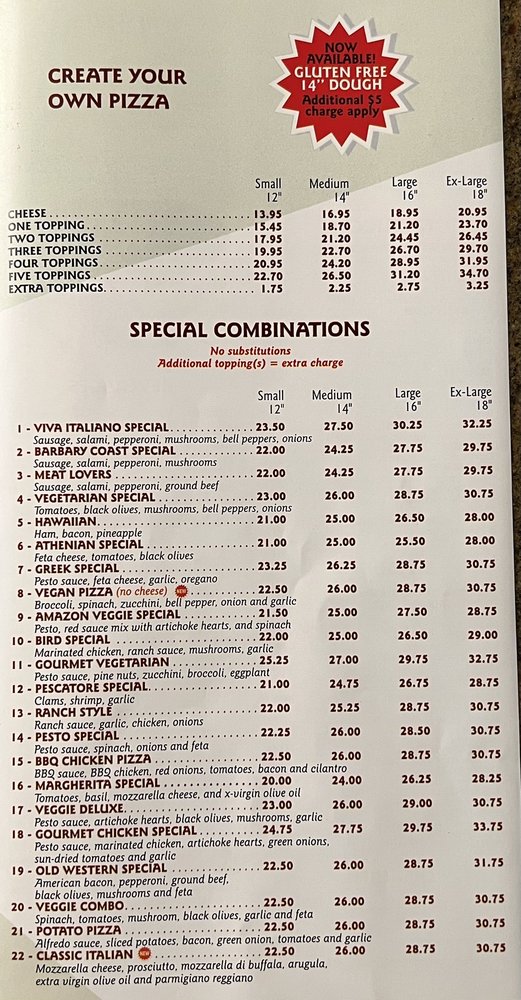 CREATE YOUR
OWN PIZZA
NOW
AVAILABLE!
GLUTEN FREE
14" DOUGH
Additional $5
charge apply
Small Medium Large Ex-Large
12" 14" 16" 18"
CHEESE 13.95 16.95 18.95 20.95
ONE TOPPING 15.45 18.70 21.20 23.70
TWO TOPPINGS 17.95 21.20 24.45 26.45
THREE TOPPINGS 19.95 22.70 26.70 29.70
FOUR TOPPINGS 20.95 24.20 28.95 31.95
FIVE TOPPINGS 22.70 26.50 31.20 34.70
EXTRA TOPPINGS 1.75 2.25 2.75 3.25
SPECIAL COMBINATIONS
No substitutions
Additional topping(s) = extra charge
Small Medium Large Ex-Large
12" 14" 16" 18"
1 - VIVA ITALIANO SPECIAL 23.50 27.50 30.25 32.25
Sausage, salami, pepperoni, mushrooms, bell peppers, onions
2 - BARBARY COAST SPECIAL 22.00 24.25 27.75 29.75
Sausage, salami, pepperoni, mushrooms
3 - MEAT LOVERS 22.00 24.25 27.75 29.75
Sausage, salami, pepperoni, ground beef
4 - VEGETARIAN SPECIAL 23.00 26.00 28.75 30.75
Tomatoes, black olives, mushrooms, bell peppers, onions
5 - HAWAIIAN 21.00 25.00 26.50 28.00
Ham, bacon, pineapple
6 - ATHENIAN SPECIAL 21.00 25.00 25.50 28.00
Feta cheese, tomatoes, black olives
7 - GREEK SPECIAL 23.25 26.25 28.75 30.75
Pesto sauce, feta cheese, garlic, oregano
8 - VEGAN PIZZA (no cheese) NEW 22.50 26.00 28.75 30.75
Broccoli, spinach, zucchini, bell pepper, onion and garlic
9 - AMAZON VEGGIE SPECIAL 21.50 25.00 27.50 28.75
Pesto, red sauce mix with artichoke hearts, and spinach
10 - BIRD SPECIAL 22.00 25.00 26.50 29.00
Marinated chicken, ranch sauce, mushrooms, garlic
11 - GOURMET VEGETARIAN 25.25 27.00 29.75 32.75
Pesto sauce, pine nuts, zucchini, broccoli, eggplant
12 - PESCATORE SPECIAL 21.00 24.75 26.75 28.75
Clams, shrimp, garlic
13 - RANCH STYLE 22.00 25.25 28.75 30.75
Ranch sauce, garlic, chicken, onions
14 - PESTO SPECIAL 22.25 26.00 28.50 30.75
Pesto sauce, spinach, onions and feta
15 - BBQ CHICKEN PIZZA 22.50 26.00 28.75 30.75
BBQ sauce, BBQ chicken, red onions, tomatoes, bacon and cilantro
16 - MARGHERITA SPECIAL 20.00 24.00 26.25 28.25
Tomatoes, basil, mozzarella cheese, and x-virgin olive oil
17 - VEGGIE DELUXE 23.00 26.00 29.00 30.75
Pesto sauce, artichoke hearts, black olives, mushrooms, garlic
18 - GOURMET CHICKEN SPECIAL 24.75 27.75 29.75 33.75
Pesto sauce, marinated chicken, artichoke hearts, green onions,
sun-dried tomatoes and garlic
19 - OLD WESTERN SPECIAL 22.50 26.00 28.75 31.75
American bacon, pepperoni, ground beef,
black olives, mushrooms and feta
20 - VEGGIE COMBO 22.50 26.00 28.75 30.75
Spinach, tomatoes, mushroom, black olives, garlic and feta
21 - POTATO PIZZA 22.50 26.00 28.75 30.75
Alfredo sauce, sliced potatoes, bacon, green onion, tomatoes and garlic
22 - CLASSIC ITALIAN NEW 22.50 26.00 28.75 30.75
Mozzarella cheese, prosciutto, mozzarella di buffala, arugula,
extra virgin olive oil and parmigiano reggiano